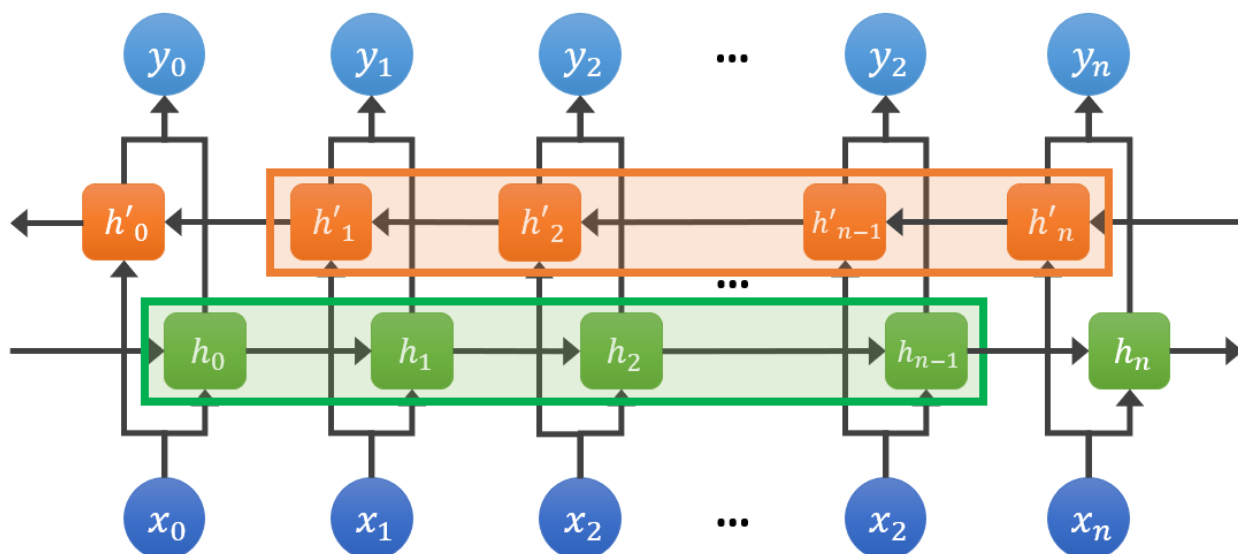 y₀ y₁ y₂ ... y₂ yₙ
h'₀ h'₁ h'₂ h'ₙ₋₁ h'ₙ
...
h₀ h₁ h₂ hₙ₋₁ hₙ
x₀ x₁ x₂ ... x₂ xₙ